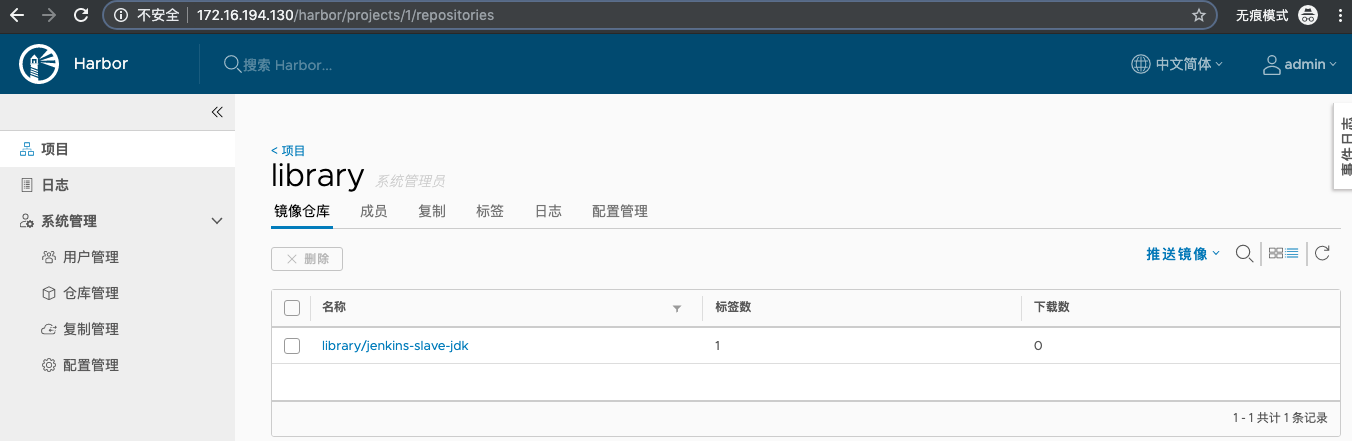 不安全 172.16.194.130/harbor/projects/1/repositories 无痕模式
Harbor 搜索 Harbor... 中文简体 admin
项目
日志
系统管理
用户管理
仓库管理
复制管理
配置管理
事件日志
< 项目
library 系统管理员
镜像仓库 成员 复制 标签 日志 配置管理
删除 推送镜像
名称 标签数 下载数
library/jenkins-slave-jdk 1 0
1 - 1 共计 1 条记录